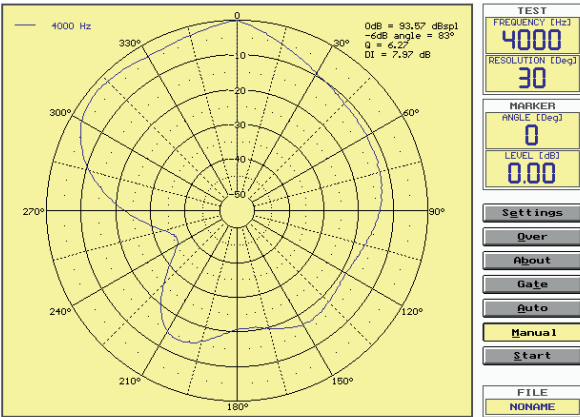 4000 Hz
0dB = 93.57 dBspl
-6dB angle = 83°
Q = 6.27
DI = 7.97 dB
0
330°
30°
-10
300°
60°
-20
-30
-40
-50
270°
90°
240°
120°
210°
150°
180°
TEST
FREQUENCY [Hz]
4000
RESOLUTION [Deg]
30
MARKER
ANGLE [Deg]
0
LEVEL [dB]
0.00
Settings
Over
About
Gate
Auto
Manual
Start
FILE
NONAME